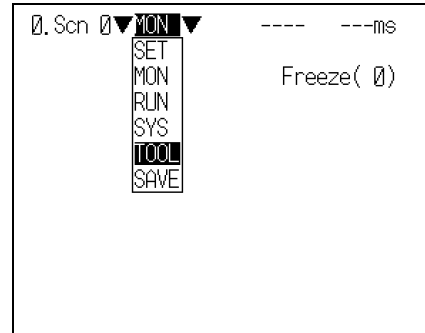 0.Scn 0▼MON ▼ ---- ---ms
SET
MON Freeze( 0)
RUN
SYS
TOOL
SAVE